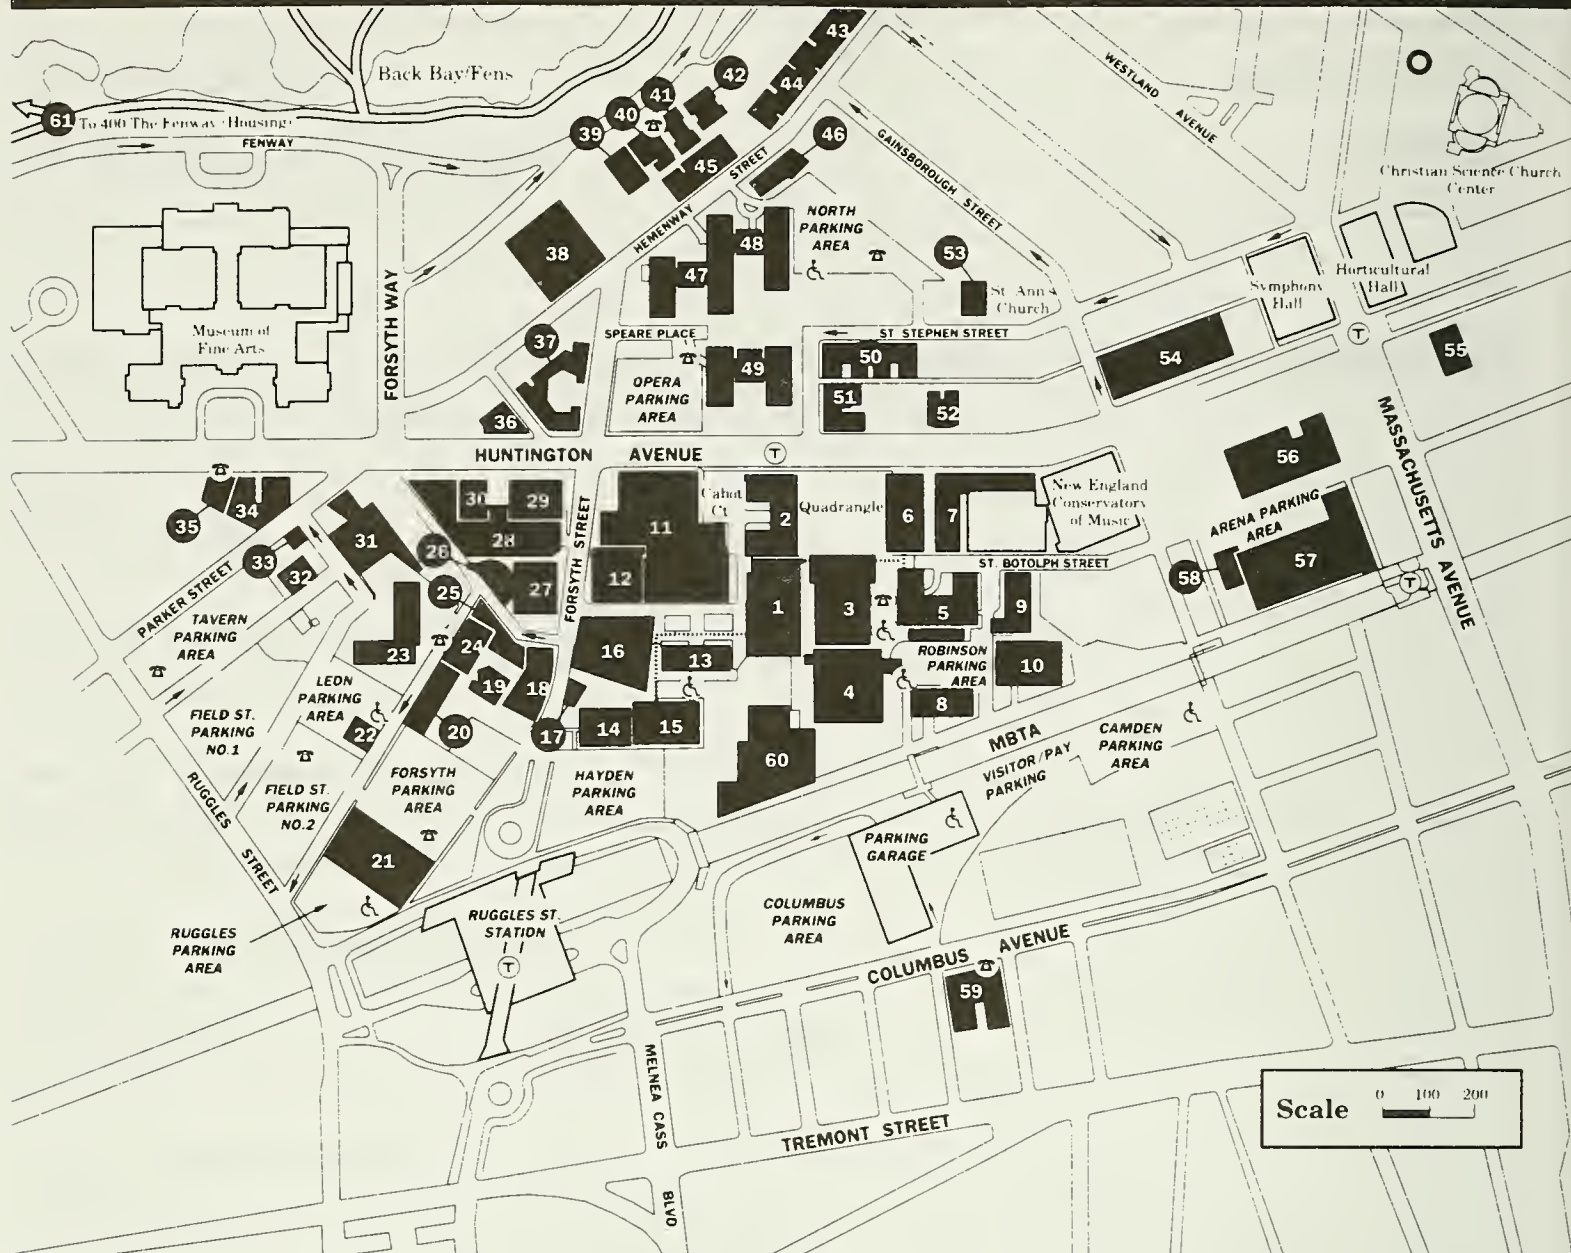 43
Back Bay/Fens
42
41
44
WESTLAND AVENUE
40
61 To 400 The Fenway (Housing)
39
46
FENWAY
GAINSBOROUGH STREET
45
HEMENWAY STREET
Christian Science Church
Center
NORTH
PARKING
AREA
38
48
53
47
FORSYTH WAY
Horticultural
Hall
Symphony
Hall
St. Ann's
Church
Museum of
Fine Arts
SPEARE PLACE
ST. STEPHEN STREET
T
37
50
54
55
49
OPERA
PARKING
AREA
51
52
36
MASSACHUSETTS AVENUE
HUNTINGTON AVENUE
T
56
35
34
30
29
Cabot
Ct.
2
Quadrangle
6
7
New England
Conservatory
of Music
ARENA PARKING
AREA
11
FORSYTH STREET
31
28
26
33
ST. BOTOLPH STREET
57
58
T
32
27
12
25
1
3
5
9
PARKER STREET
TAVERN
PARKING
AREA
23
24
16
13
ROBINSON
PARKING
AREA
10
19
18
4
8
LEON
PARKING
AREA
22
20
17
14
15
FIELD ST.
PARKING
NO.1
MBTA
CAMDEN
PARKING
AREA
60
VISITOR/PAY
PARKING
RUGGLES STREET
FIELD ST.
PARKING
NO.2
FORSYTH
PARKING
AREA
HAYDEN
PARKING
AREA
PARKING
GARAGE
21
RUGGLES ST.
STATION
T
COLUMBUS
PARKING
AREA
RUGGLES
PARKING
AREA
COLUMBUS AVENUE
59
MELNEA CASS BLVD.
TREMONT STREET
Scale 0 100 200